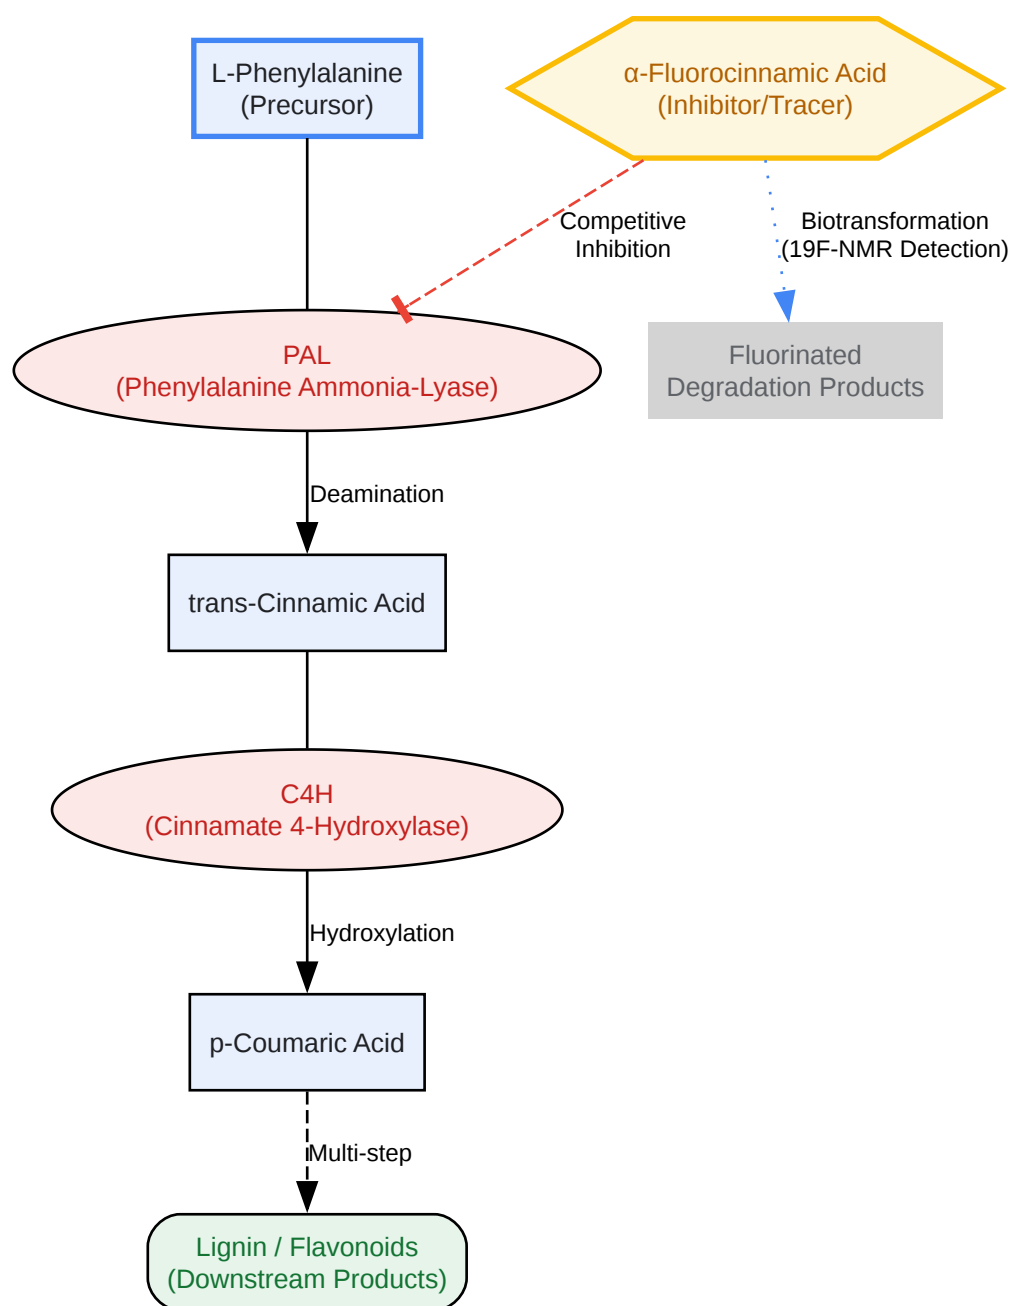 L-Phenylalanine
(Precursor)
α-Fluorocinnamic Acid
(Inhibitor/Tracer)
Competitive
Inhibition
Biotransformation
(19F-NMR Detection)
PAL
(Phenylalanine Ammonia-Lyase)
Fluorinated
Degradation Products
Deamination
trans-Cinnamic Acid
C4H
(Cinnamate 4-Hydroxylase)
Hydroxylation
p-Coumaric Acid
Multi-step
Lignin / Flavonoids
(Downstream Products)